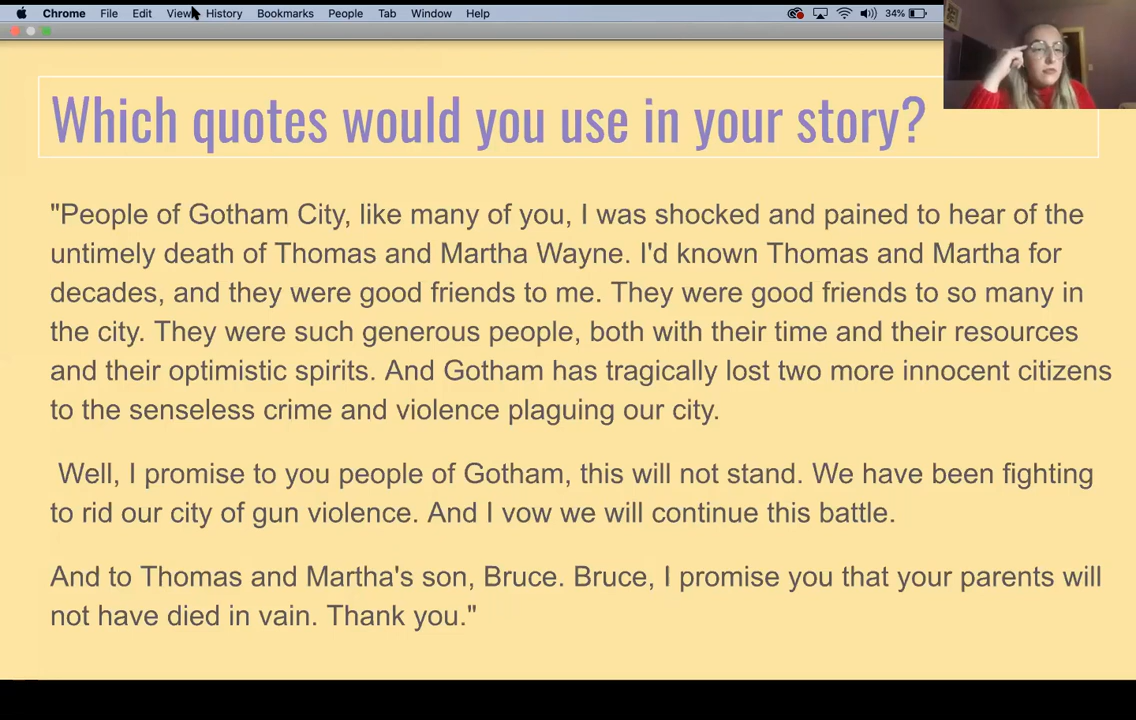 Chrome File Edit View History Bookmarks People Tab Window Help 34%
Which quotes would you use in your story?
"People of Gotham City, like many of you, I was shocked and pained to hear of the
untimely death of Thomas and Martha Wayne. I'd known Thomas and Martha for
decades, and they were good friends to me. They were good friends to so many in
the city. They were such generous people, both with their time and their resources
and their optimistic spirits. And Gotham has tragically lost two more innocent citizens
to the senseless crime and violence plaguing our city.
Well, I promise to you people of Gotham, this will not stand. We have been fighting
to rid our city of gun violence. And I vow we will continue this battle.
And to Thomas and Martha's son, Bruce. Bruce, I promise you that your parents will
not have died in vain. Thank you."